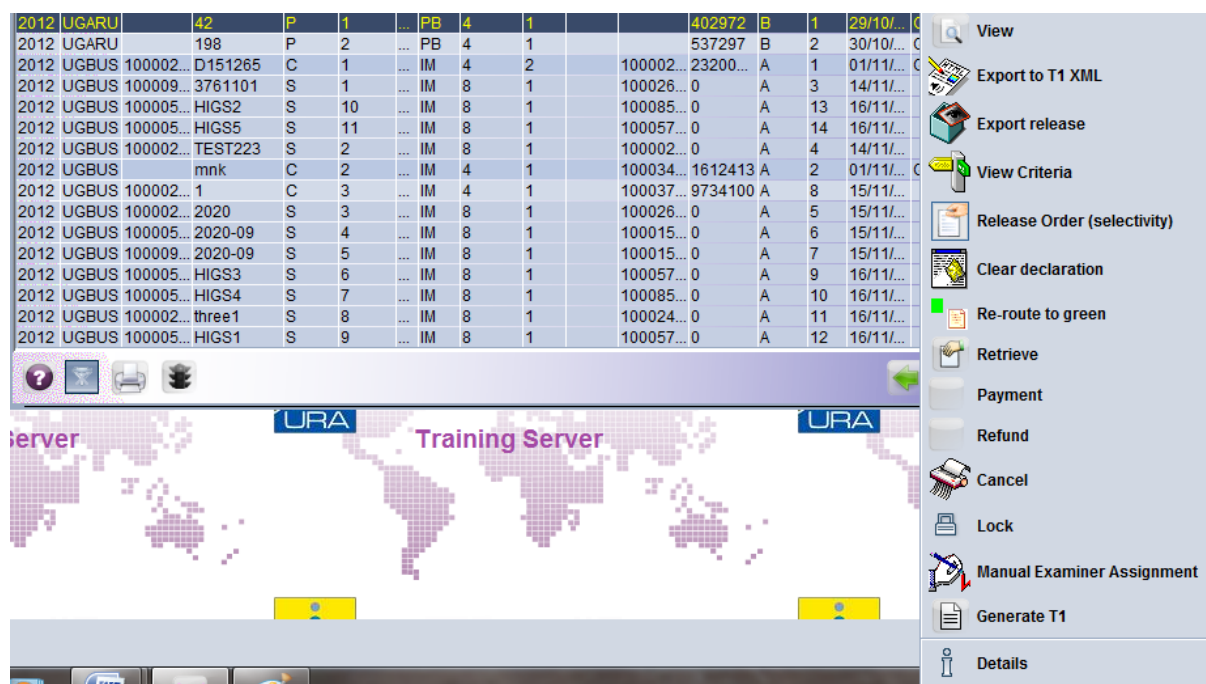 2012 UGARU 42 P 1 ... PB 4 1 402972 B 1 29/10/...
2012 UGARU 198 P 2 ... PB 4 1 537297 B 2 30/10/...
2012 UGBUS 100002... D151265 C 1 ... IM 4 2 100002... 23200... A 1 01/11/...
2012 UGBUS 100009... 3761101 S 1 ... IM 8 1 100026... 0 A 3 14/11/...
2012 UGBUS 100005... HIGS2 S 10 ... IM 8 1 100085... 0 A 13 16/11/...
2012 UGBUS 100005... HIGS5 S 11 ... IM 8 1 100057... 0 A 14 16/11/...
2012 UGBUS 100002... TEST223 S 2 ... IM 8 1 100002... 0 A 4 14/11/...
2012 UGBUS mnk C 2 ... IM 4 1 100034... 1612413 A 2 01/11/...
2012 UGBUS 100002... 1 C 3 ... IM 4 1 100037... 9734100 A 8 15/11/...
2012 UGBUS 100002... 2020 S 3 ... IM 8 1 100026... 0 A 5 15/11/...
2012 UGBUS 100005... 2020-09 S 4 ... IM 8 1 100015... 0 A 6 15/11/...
2012 UGBUS 100009... 2020-09 S 5 ... IM 8 1 100015... 0 A 7 15/11/...
2012 UGBUS 100005... HIGS3 S 6 ... IM 8 1 100057... 0 A 9 16/11/...
2012 UGBUS 100005... HIGS4 S 7 ... IM 8 1 100085... 0 A 10 16/11/...
2012 UGBUS 100002... three1 S 8 ... IM 8 1 100024... 0 A 11 16/11/...
2012 UGBUS 100005... HIGS1 S 9 ... IM 8 1 100057... 0 A 12 16/11/...
View
Export to T1 XML
Export release
View Criteria
Release Order (selectivity)
Clear declaration
Re-route to green
Retrieve
Payment
Refund
Cancel
Lock
Manual Examiner Assignment
Generate T1
Details
URA
URA
server
Training Server